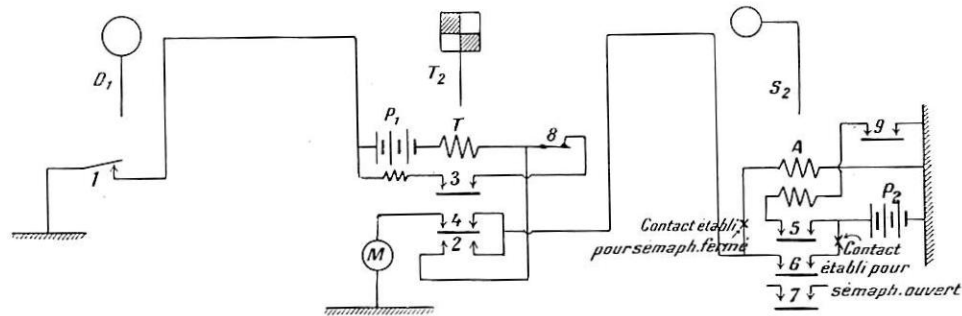 D1
T2
S2
P1
T
8
9
1
3
A
P2
4
2
5
M
6
7
Contact établi
pour sémaph. fermé
Contact
établi pour
sémaph. ouvert